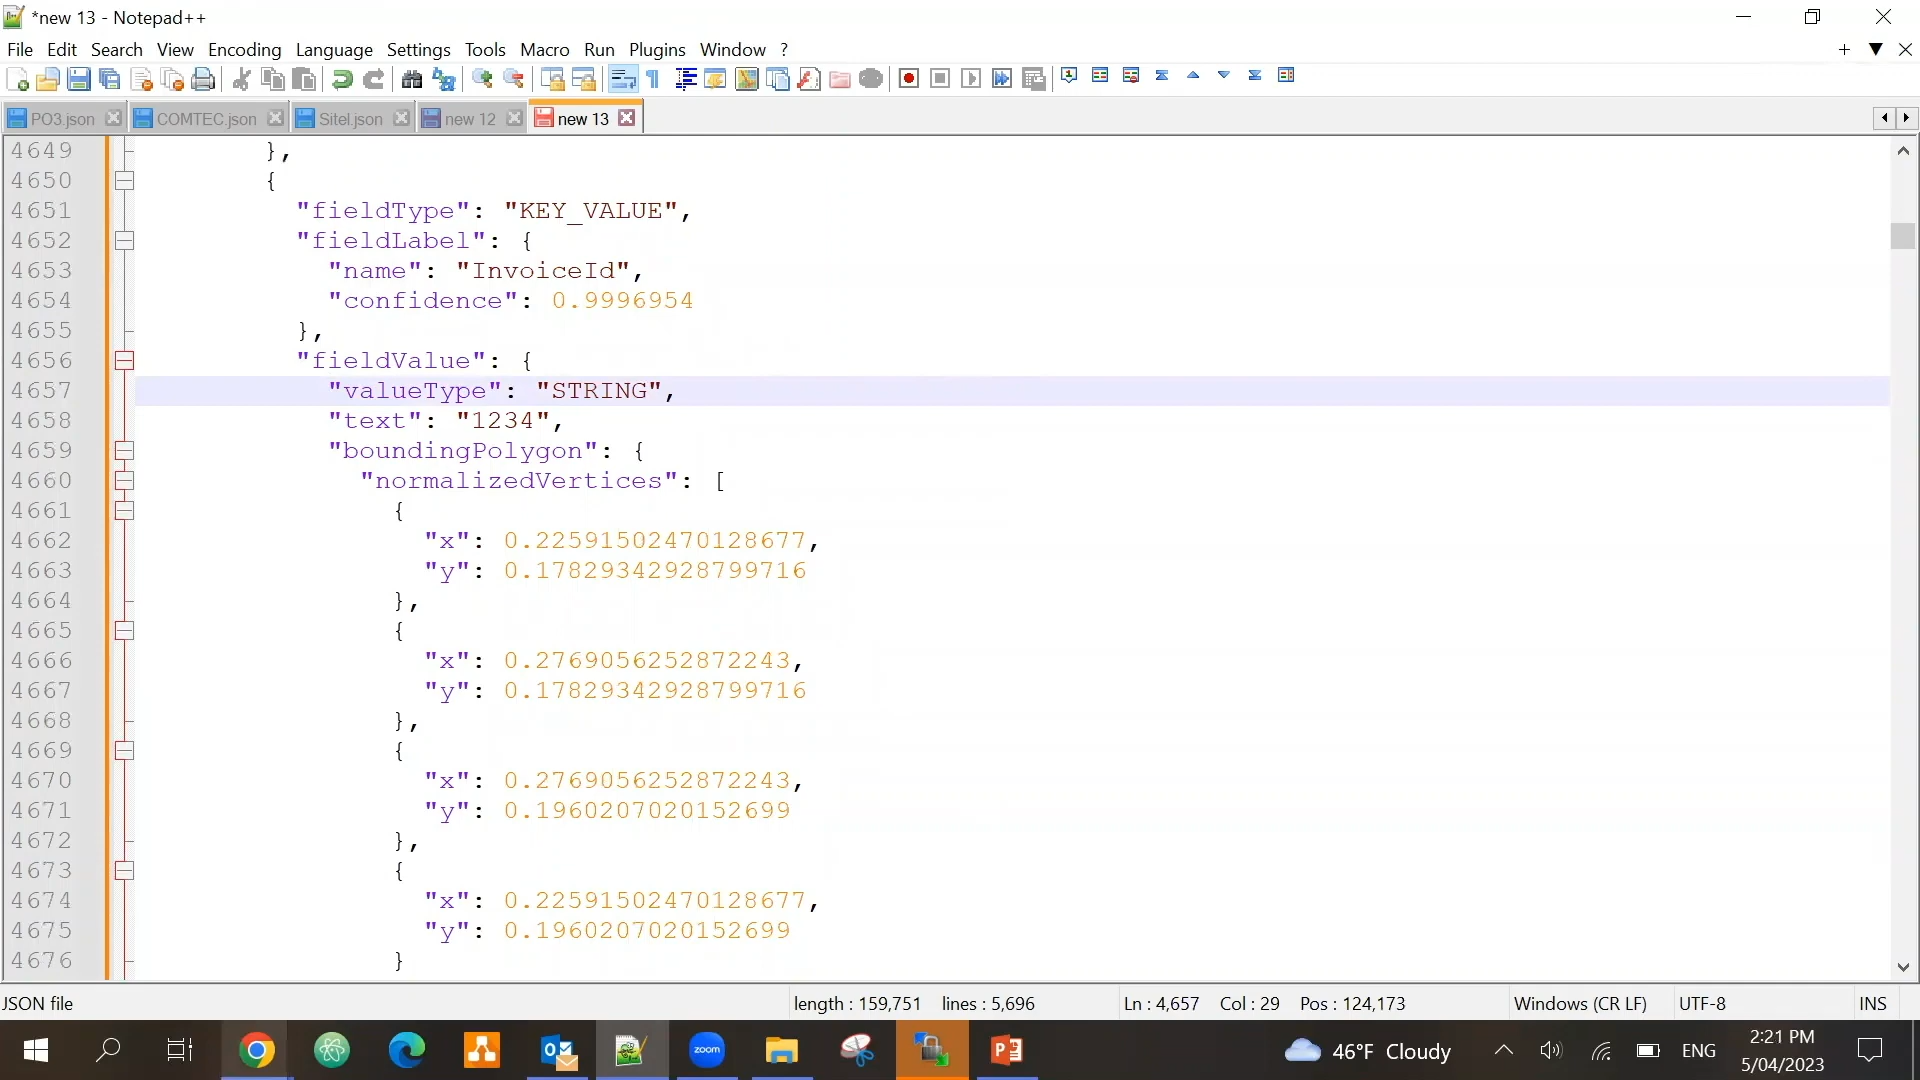 *new 13 - Notepad++
File Edit Search View Encoding Language Settings Tools Macro Run Plugins Window ?
PO3.json COMTEC.json Sitel.json new 12 new 13
4649 },
4650 {
4651 "fieldType": "KEY_VALUE",
4652 "fieldLabel": {
4653 "name": "InvoiceId",
4654 "confidence": 0.9996954
4655 },
4656 "fieldValue": {
4657 "valueType": "STRING",
4658 "text": "1234",
4659 "boundingPolygon": {
4660 "normalizedVertices": [
4661 {
4662 "x": 0.22591502470128677,
4663 "y": 0.17829342928799716
4664 },
4665 {
4666 "x": 0.2769056252872243,
4667 "y": 0.17829342928799716
4668 },
4669 {
4670 "x": 0.2769056252872243,
4671 "y": 0.1960207020152699
4672 },
4673 {
4674 "x": 0.22591502470128677,
4675 "y": 0.1960207020152699
4676 }
JSON file length : 159,751 lines : 5,696 Ln : 4,657 Col : 29 Pos : 124,173 Windows (CR LF) UTF-8 INS
zoom 46°F Cloudy ENG 2:21 PM
5/04/2023